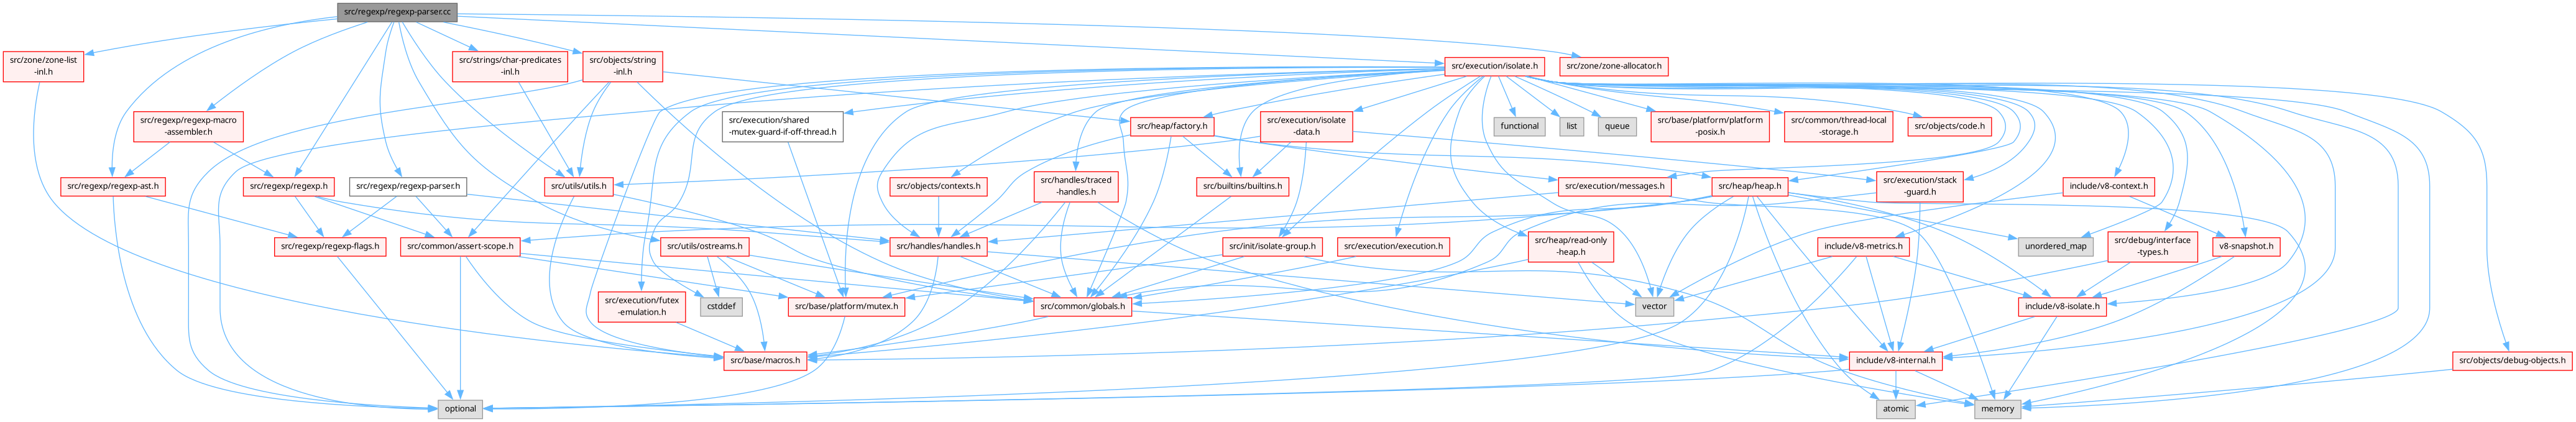 src/regexp/regexp-parser.cc
src/zone/zone-list
-inl.h
src/strings/char-predicates
-inl.h
src/objects/string
-inl.h
src/execution/isolate.h
src/zone/zone-allocator.h
src/regexp/regexp-macro
-assembler.h
src/execution/shared
-mutex-guard-if-off-thread.h
src/heap/factory.h
src/execution/isolate
-data.h
functional
list
queue
src/base/platform/platform
-posix.h
src/common/thread-local
-storage.h
src/objects/code.h
src/regexp/regexp-ast.h
src/regexp/regexp.h
src/regexp/regexp-parser.h
src/utils/utils.h
src/objects/contexts.h
src/handles/traced
-handles.h
src/builtins/builtins.h
src/execution/messages.h
src/heap/heap.h
src/execution/stack
-guard.h
include/v8-context.h
src/regexp/regexp-flags.h
src/common/assert-scope.h
src/utils/ostreams.h
src/handles/handles.h
src/init/isolate-group.h
src/execution/execution.h
src/heap/read-only
-heap.h
include/v8-metrics.h
unordered_map
src/debug/interface
-types.h
v8-snapshot.h
src/execution/futex
-emulation.h
cstddef
src/base/platform/mutex.h
src/common/globals.h
vector
include/v8-isolate.h
src/base/macros.h
include/v8-internal.h
src/objects/debug-objects.h
optional
atomic
memory